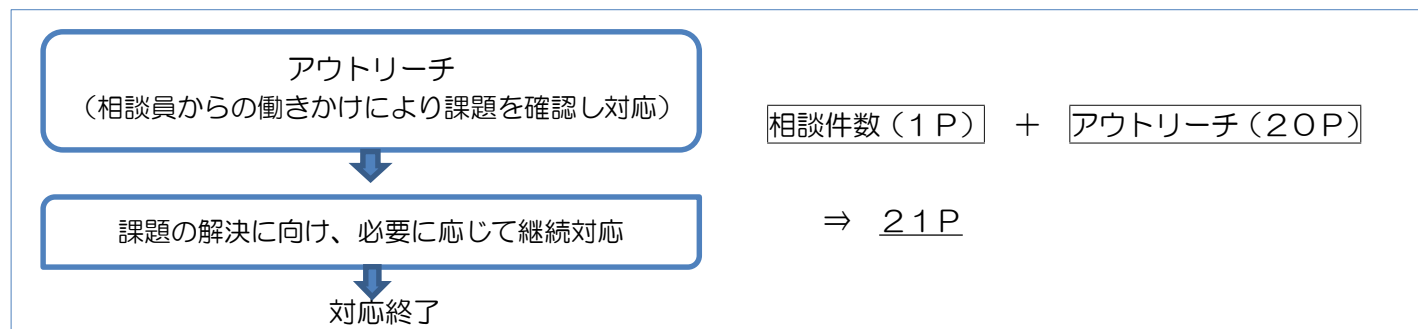 アウトリーチ
（相談員からの働きかけにより課題を確認し対応）
課題の解決に向け、必要に応じて継続対応
対応終了
相談件数（１Ｐ） ＋ アウトリーチ（２０Ｐ）
⇒ ２１Ｐ